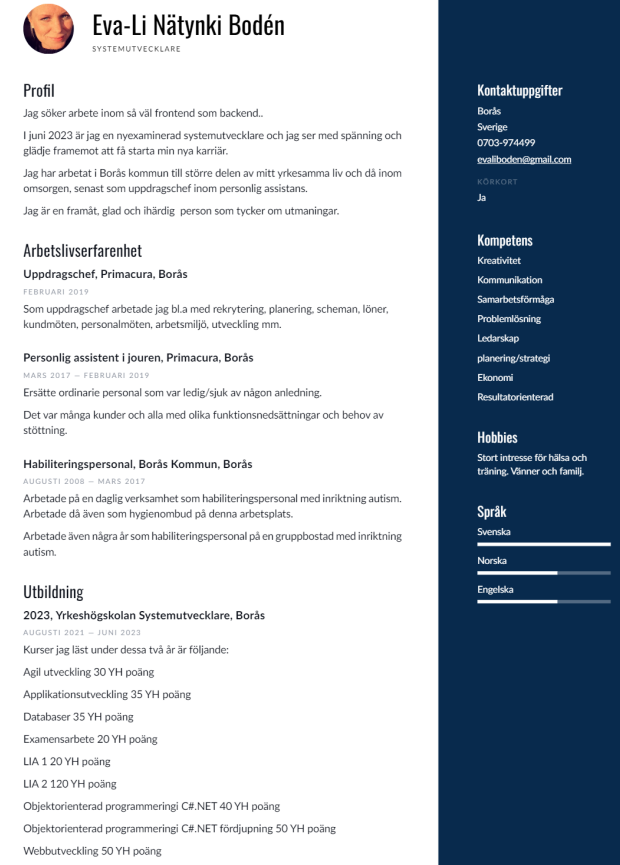 Eva-Li Nätynki Bodén
SYSTEMUTVECKLARE
Profil
Jag söker arbete inom så väl frontend som backend..
I juni 2023 är jag en nyexaminerad systemutvecklare och jag ser med spänning och
glädje framemot att få starta min nya karriär.
Jag har arbetat i Borås kommun till större delen av mitt yrkesamma liv och då inom
omsorgen, senast som uppdragschef inom personlig assistans.
Jag är en framåt, glad och ihärdig person som tycker om utmaningar.
Arbetslivserfarenhet
Uppdragschef, Primacura, Borås
FEBRUARI 2019
Som uppdragschef arbetade jag bl.a med rekrytering, planering, scheman, löner,
kundmöten, personalmöten, arbetsmiljö, utveckling mm.
Personlig assistent i jouren, Primacura, Borås
MARS 2017 — FEBRUARI 2019
Ersätte ordinarie personal som var ledig/sjuk av någon anledning.
Det var många kunder och alla med olika funktionsnedsättningar och behov av
stöttning.
Habiliteringspersonal, Borås Kommun, Borås
AUGUSTI 2008 — MARS 2017
Arbetade på en daglig verksamhet som habiliteringspersonal med inriktning autism.
Arbetade då även som hygienombud på denna arbetsplats.
Arbetade även några år som habiliteringspersonal på en gruppbostad med inriktning
autism.
Utbildning
2023, Yrkeshögskolan Systemutvecklare, Borås
AUGUSTI 2021 — JUNI 2023
Kurser jag läst under dessa två år är följande:
Agil utveckling 30 YH poäng
Applikationsutveckling 35 YH poäng
Databaser 35 YH poäng
Examensarbete 20 YH poäng
LIA 1 20 YH poäng
LIA 2 120 YH poäng
Objektorienterad programmeringi C#.NET 40 YH poäng
Objektorienterad programmeringi C#.NET fördjupning 50 YH poäng
Webbutveckling 50 YH poäng
Kontaktuppgifter
Borås
Sverige
0703-974499
evaliboden@gmail.com
KÖRKORT
Ja
Kompetens
Kreativitet
Kommunikation
Samarbetsförmåga
Problemlösning
Ledarskap
planering/strategi
Ekonomi
Resultatorienterad
Hobbies
Stort intresse för hälsa och
träning. Vänner och familj.
Språk
Svenska
Norska
Engelska